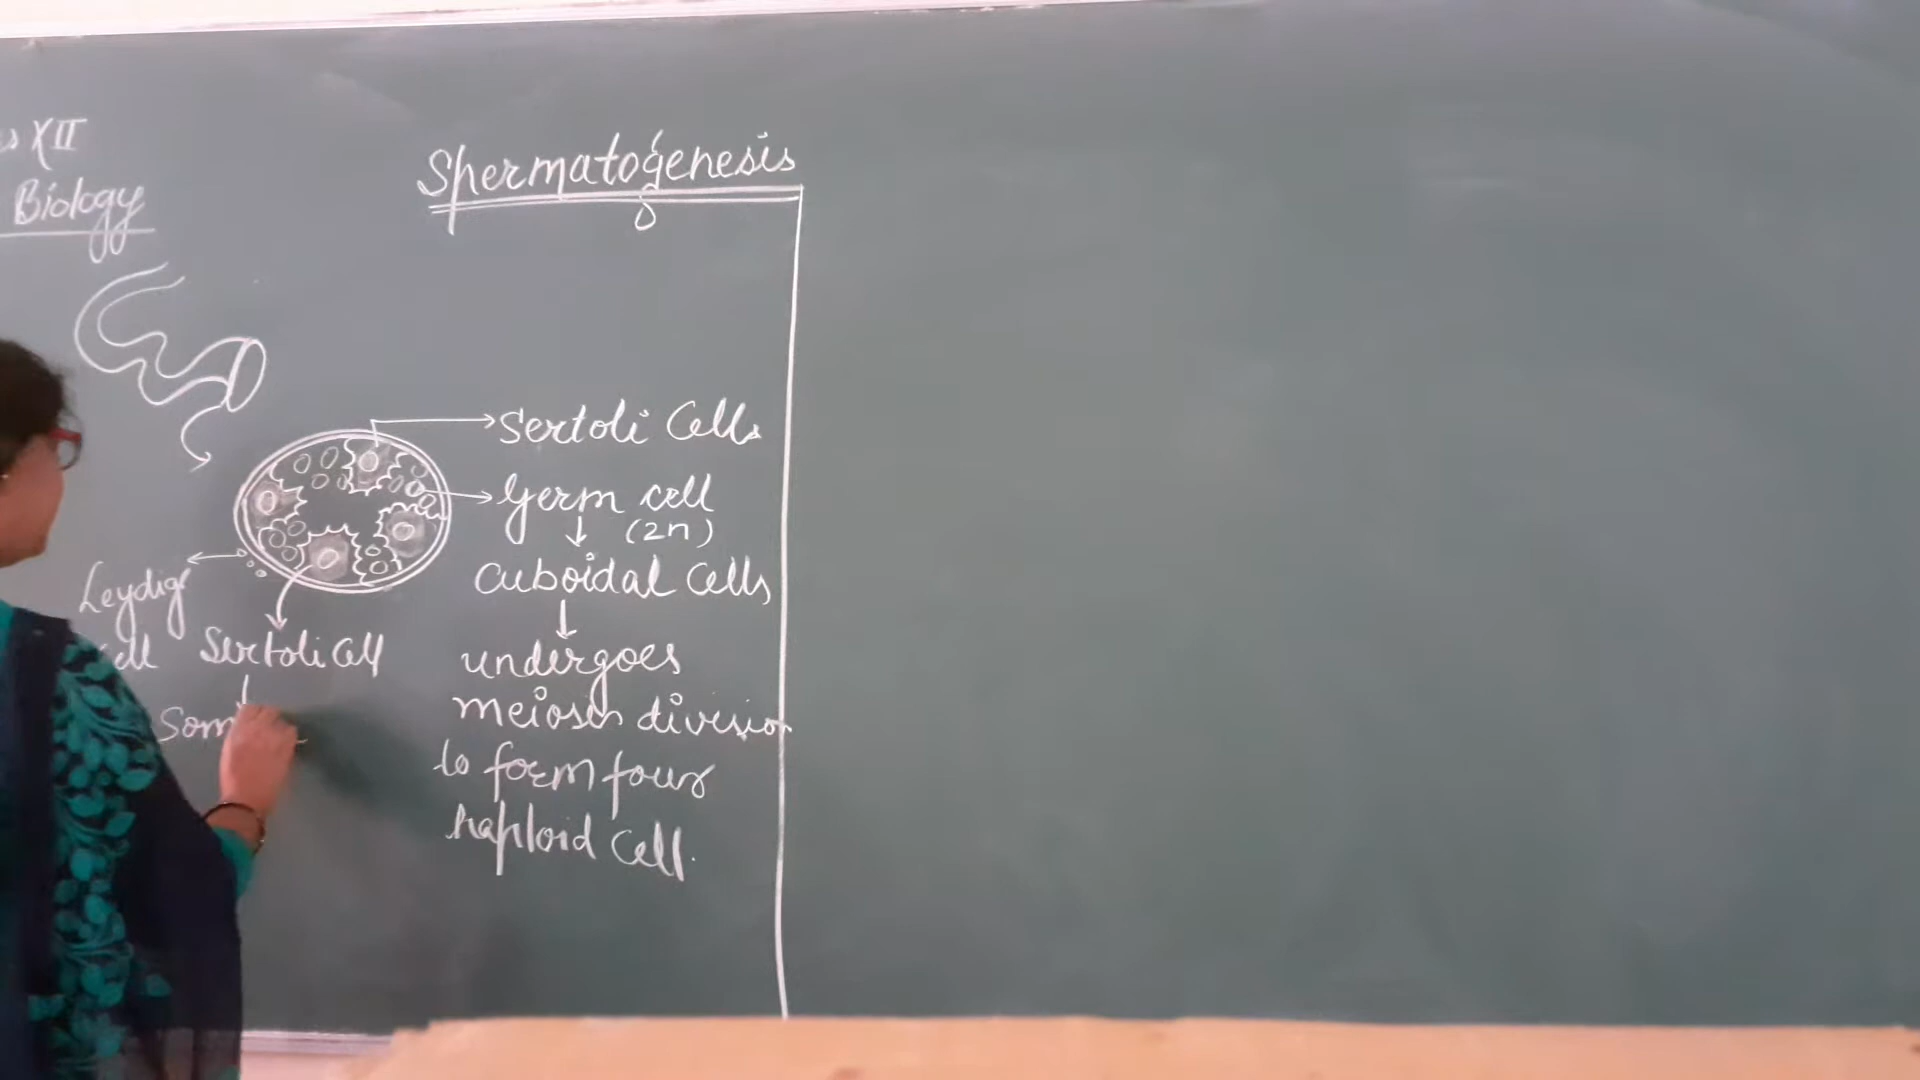 XII
Biology
Spermatogenesis
Sertoli Cells
Germ cell
(2n)
Cuboidal Cells
undergoes
meiosis division
to form four
haploid Cell.
Leydig
Sertoli Cell